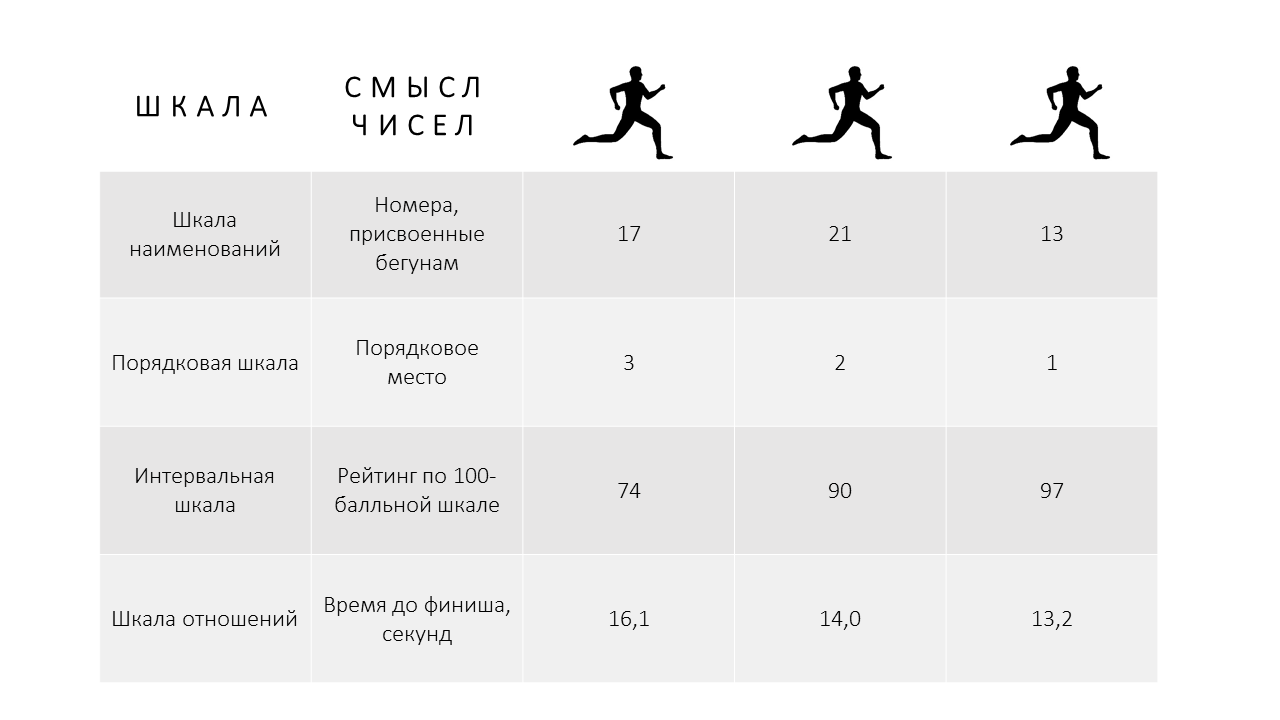 ШКАЛА
СМЫСЛ
ЧИСЕЛ
Шкала
наименований
Номера,
присвоенные
бегунам
17
21
13
Порядковая шкала
Порядковое
место
3
2
1
Интервальная
шкала
Рейтинг по 100-
балльной шкале
74
90
97
Шкала отношений
Время до финиша,
секунд
16,1
14,0
13,2